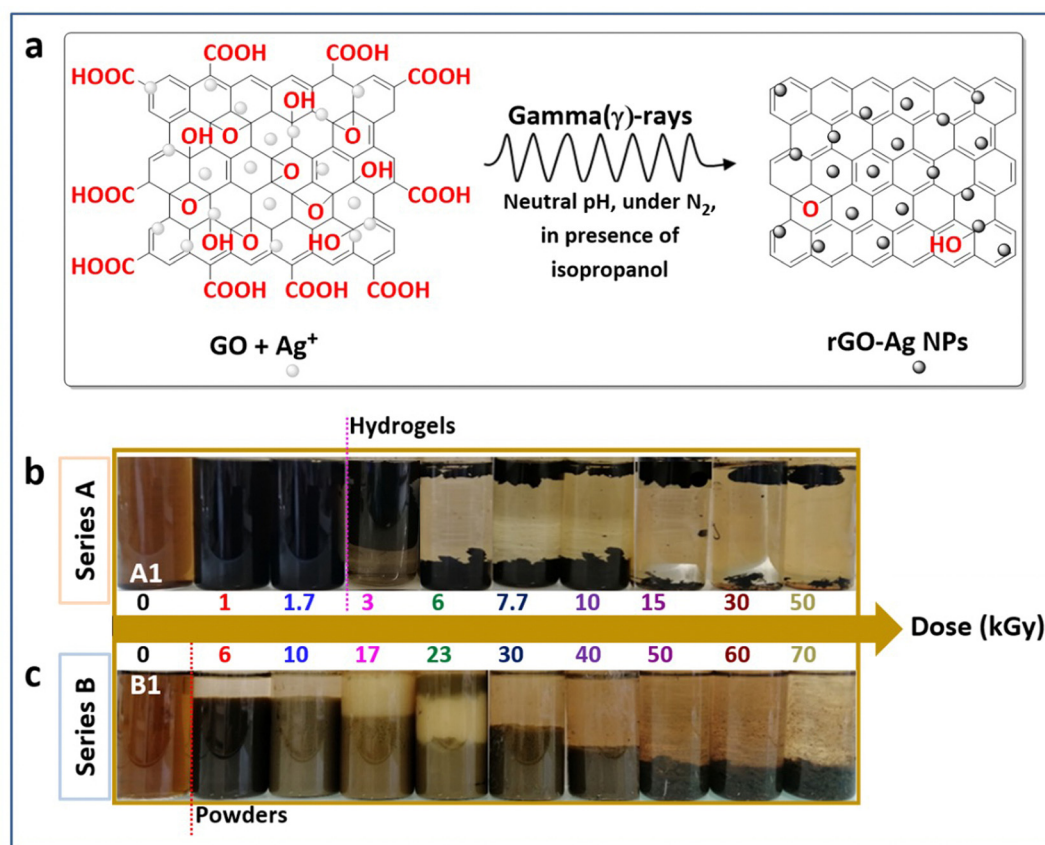 a
COOH COOH
HOOC COOH
OH
OH O O
O OH
HOOC COOH
O O
OH O HO
HOOC COOH
COOH COOH COOH
GO + Ag⁺
Gamma(γ)-rays
Neutral pH, under N₂,
in presence of
isopropanol
O
HO
rGO-Ag NPs
Hydrogels
b
Series A
A1
0 1 1.7 3 6 7.7 10 15 30 50
Dose (kGy)
0 6 10 17 23 30 40 50 60 70
c
Series B
B1
Powders